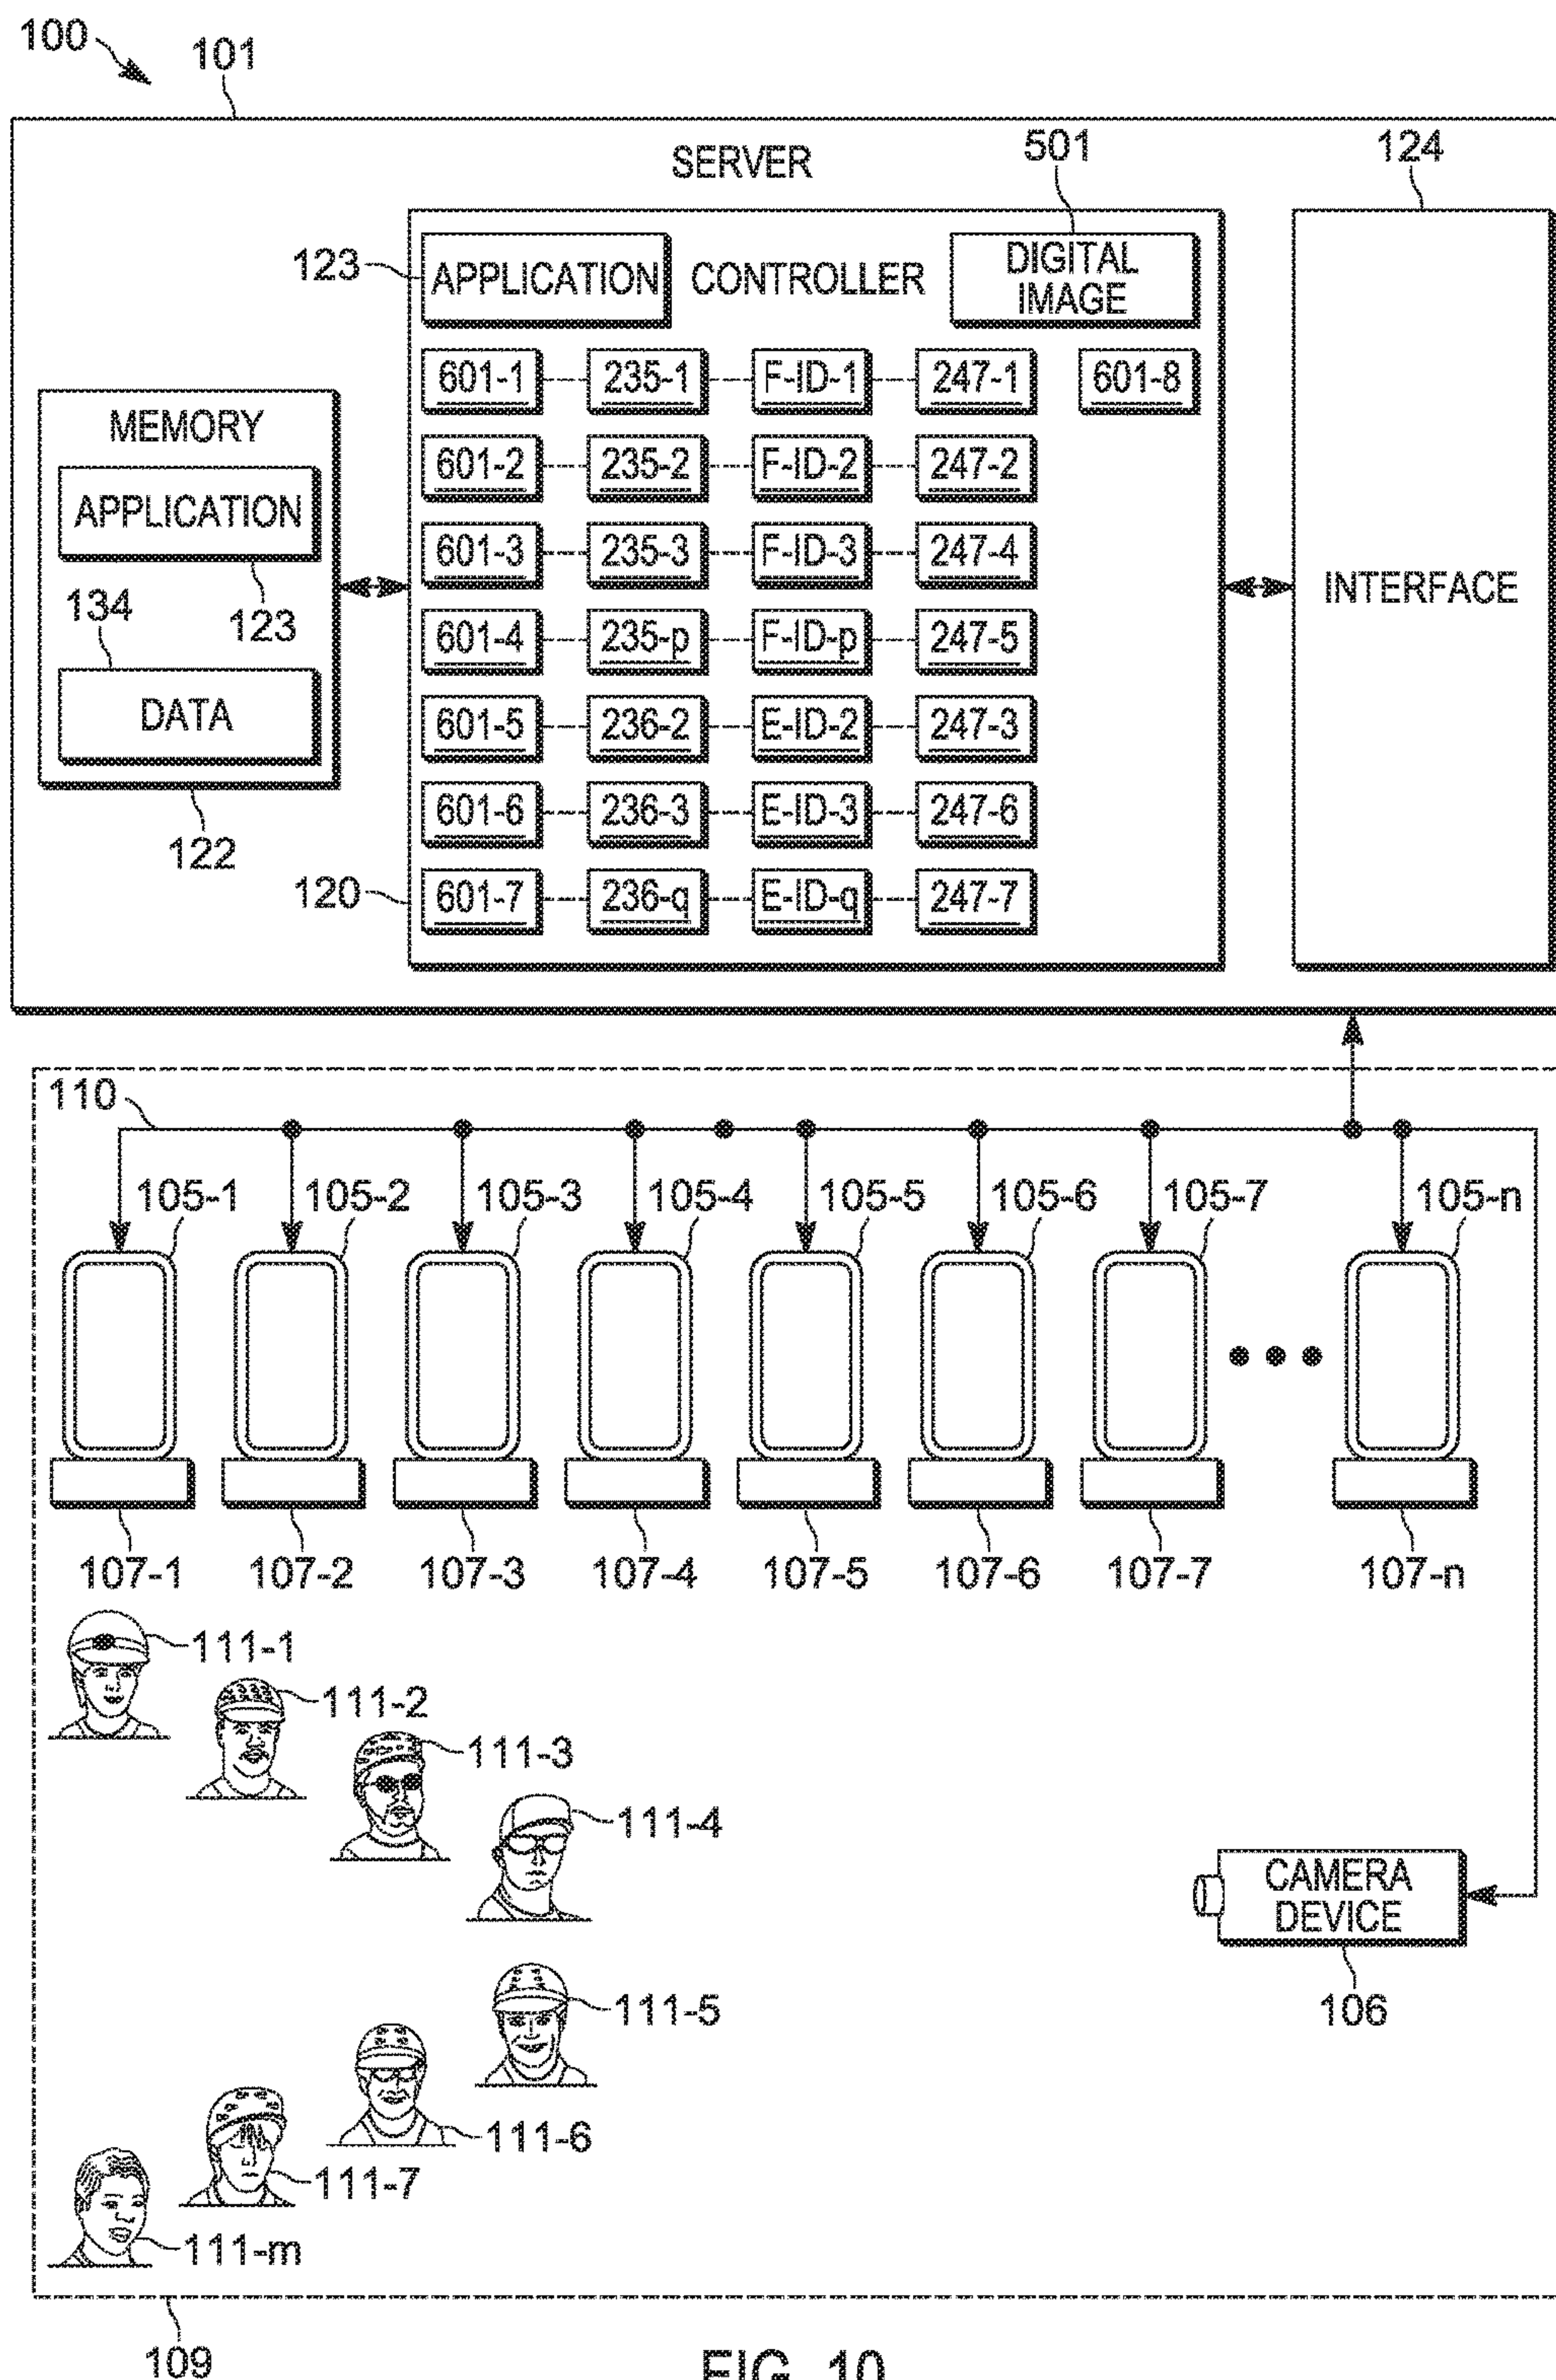 100
101
SERVER
501
124
123
APPLICATION
CONTROLLER
DIGITAL
IMAGE
601-1 235-1 F-ID-1 247-1 601-8
MEMORY
601-2 235-2 F-ID-2 247-2
APPLICATION
601-3 235-3 F-ID-3 247-4
INTERFACE
134
123
601-4 235-p F-ID-p 247-5
DATA
601-5 236-2 E-ID-2 247-3
601-6 236-3 E-ID-3 247-6
122
120
601-7 236-q E-ID-q 247-7
110
105-1 105-2 105-3 105-4 105-5 105-6 105-7 105-n
107-1 107-2 107-3 107-4 107-5 107-6 107-7 107-n
111-1
111-2
111-3
111-4
CAMERA
DEVICE
106
111-5
111-6
111-7
111-m
109
FIG. 10